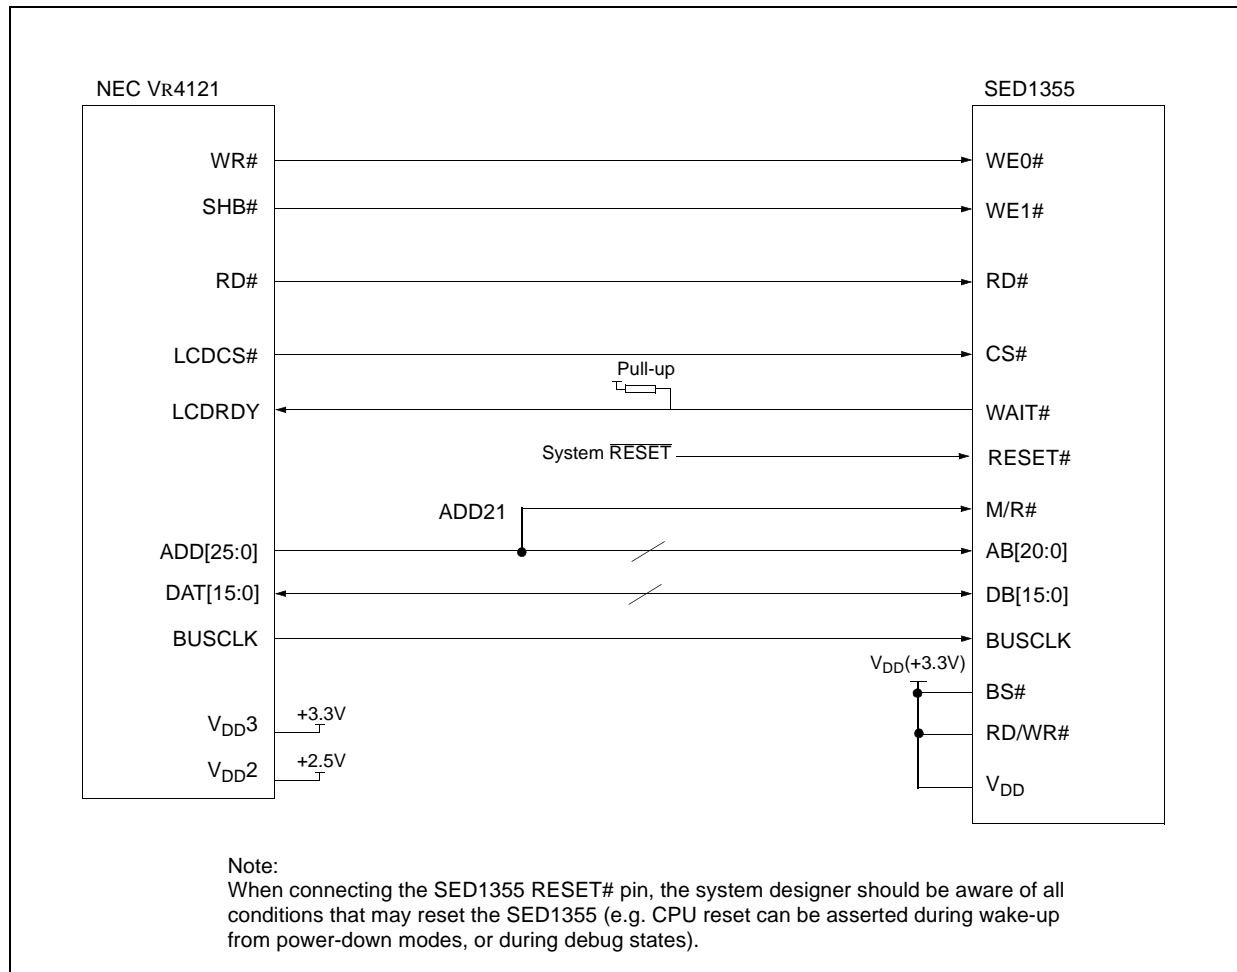 NEC VR4121 SED1355
WR# WE0#
SHB# WE1#
RD# RD#
LCDCS# CS#
Pull-up
LCDRDY WAIT#
System RESET RESET#
ADD21 M/R#
ADD[25:0] AB[20:0]
DAT[15:0] DB[15:0]
BUSCLK BUSCLK
VDD(+3.3V)
BS#
VDD3 +3.3V RD/WR#
VDD2 +2.5V
VDD
Note:
When connecting the SED1355 RESET# pin, the system designer should be aware of all
conditions that may reset the SED1355 (e.g. CPU reset can be asserted during wake-up
from power-down modes, or during debug states).